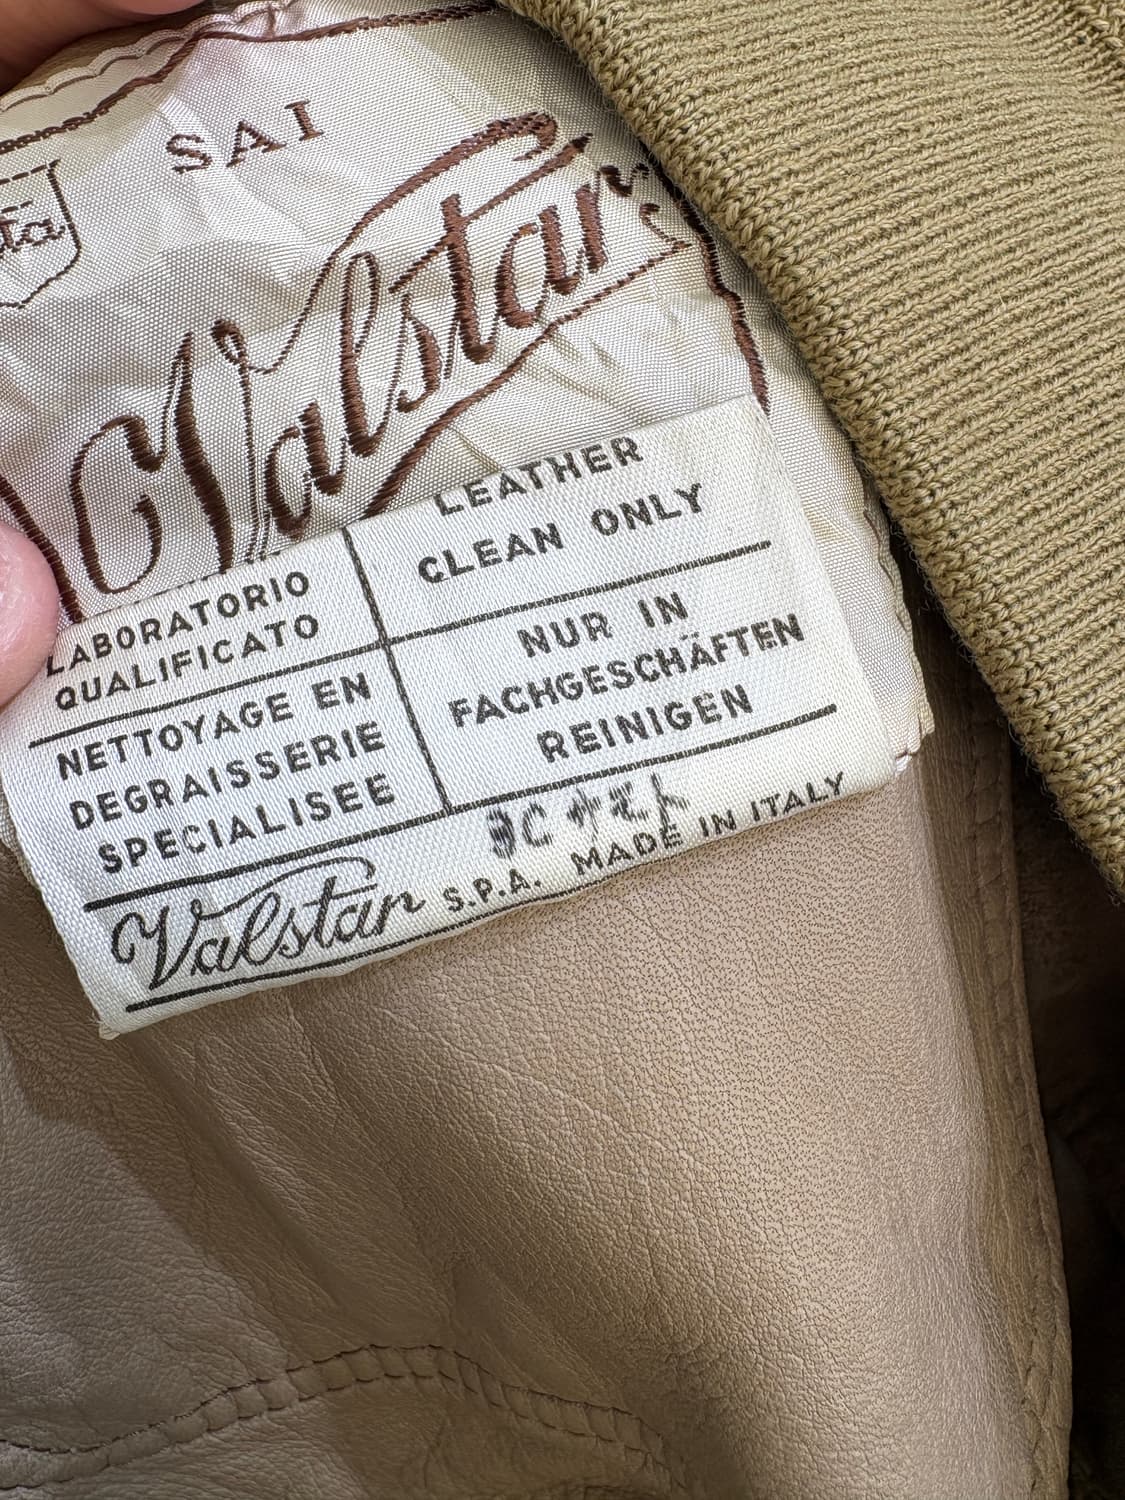 SAI
Valstar
LEATHER
CLEAN ONLY
LABORATORIO
QUALIFICATO
NUR IN
FACHGESCHÄFTEN
REINIGEN
NETTOYAGE EN
DEGRAISSERIE
SPECIALISEE
Valstar S.P.A. MADE IN ITALY